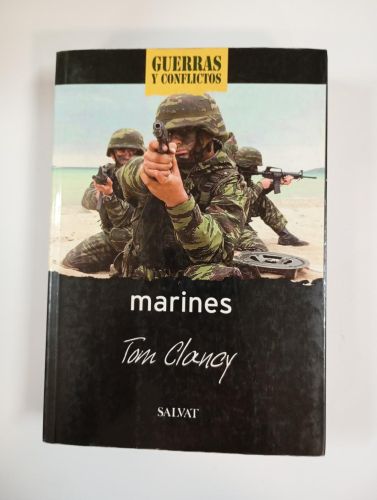 GUERRAS
Y CONFLICTOS
marines
Tom Clancy
SALVAT